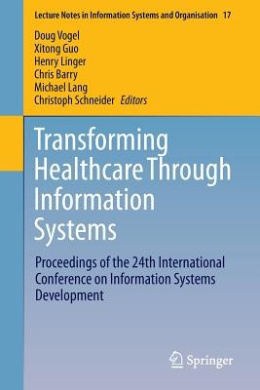 Lecture Notes in Information Systems and Organisation 17
Doug Vogel
Xitong Guo
Henry Linger
Chris Barry
Michael Lang
Christoph Schneider Editors
Transforming
Healthcare Through
Information
Systems
Proceedings of the 24th International
Conference on Information Systems
Development
Springer